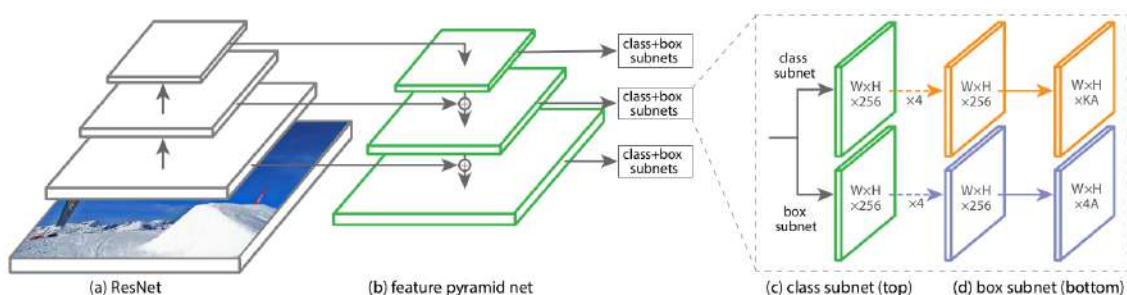 class+box
subnets
class+box
subnets
class+box
subnets
class
subnet
W×H
×256
×4
W×H
×256
W×H
×KA
box
subnet
W×H
×256
×4
W×H
×256
W×H
×4A
(a) ResNet
(b) feature pyramid net
(c) class subnet (top)
(d) box subnet (bottom)